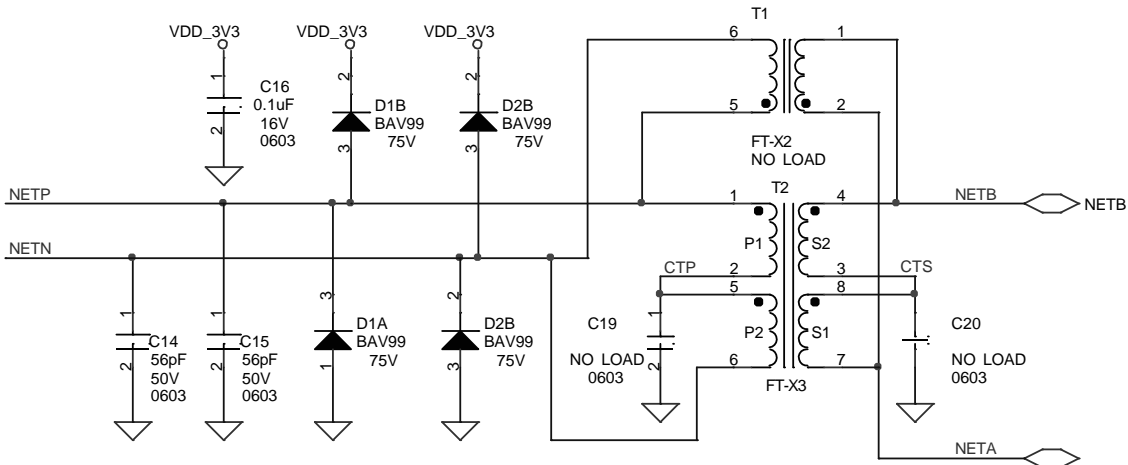 T1
VDD_3V3 VDD_3V3 VDD_3V3
6 1
1 2 2
C16
0.1uF
16V
0603
2
D1B
BAV99
75V
3
D2B
BAV99
75V
3
5 2
FT-X2
NO LOAD
NETP
T2
1 4
NETB
NETB
P1 S2
NETN
CTP
2 3
CTS
5 8
1
C14
56pF
50V
0603
2
1
C15
56pF
50V
0603
2
3
D1A
BAV99
75V
1
2
D2B
BAV99
75V
3
C19
1
NO LOAD
0603
2
P2 S1
C20
NO LOAD
0603
6 7
FT-X3
NETA